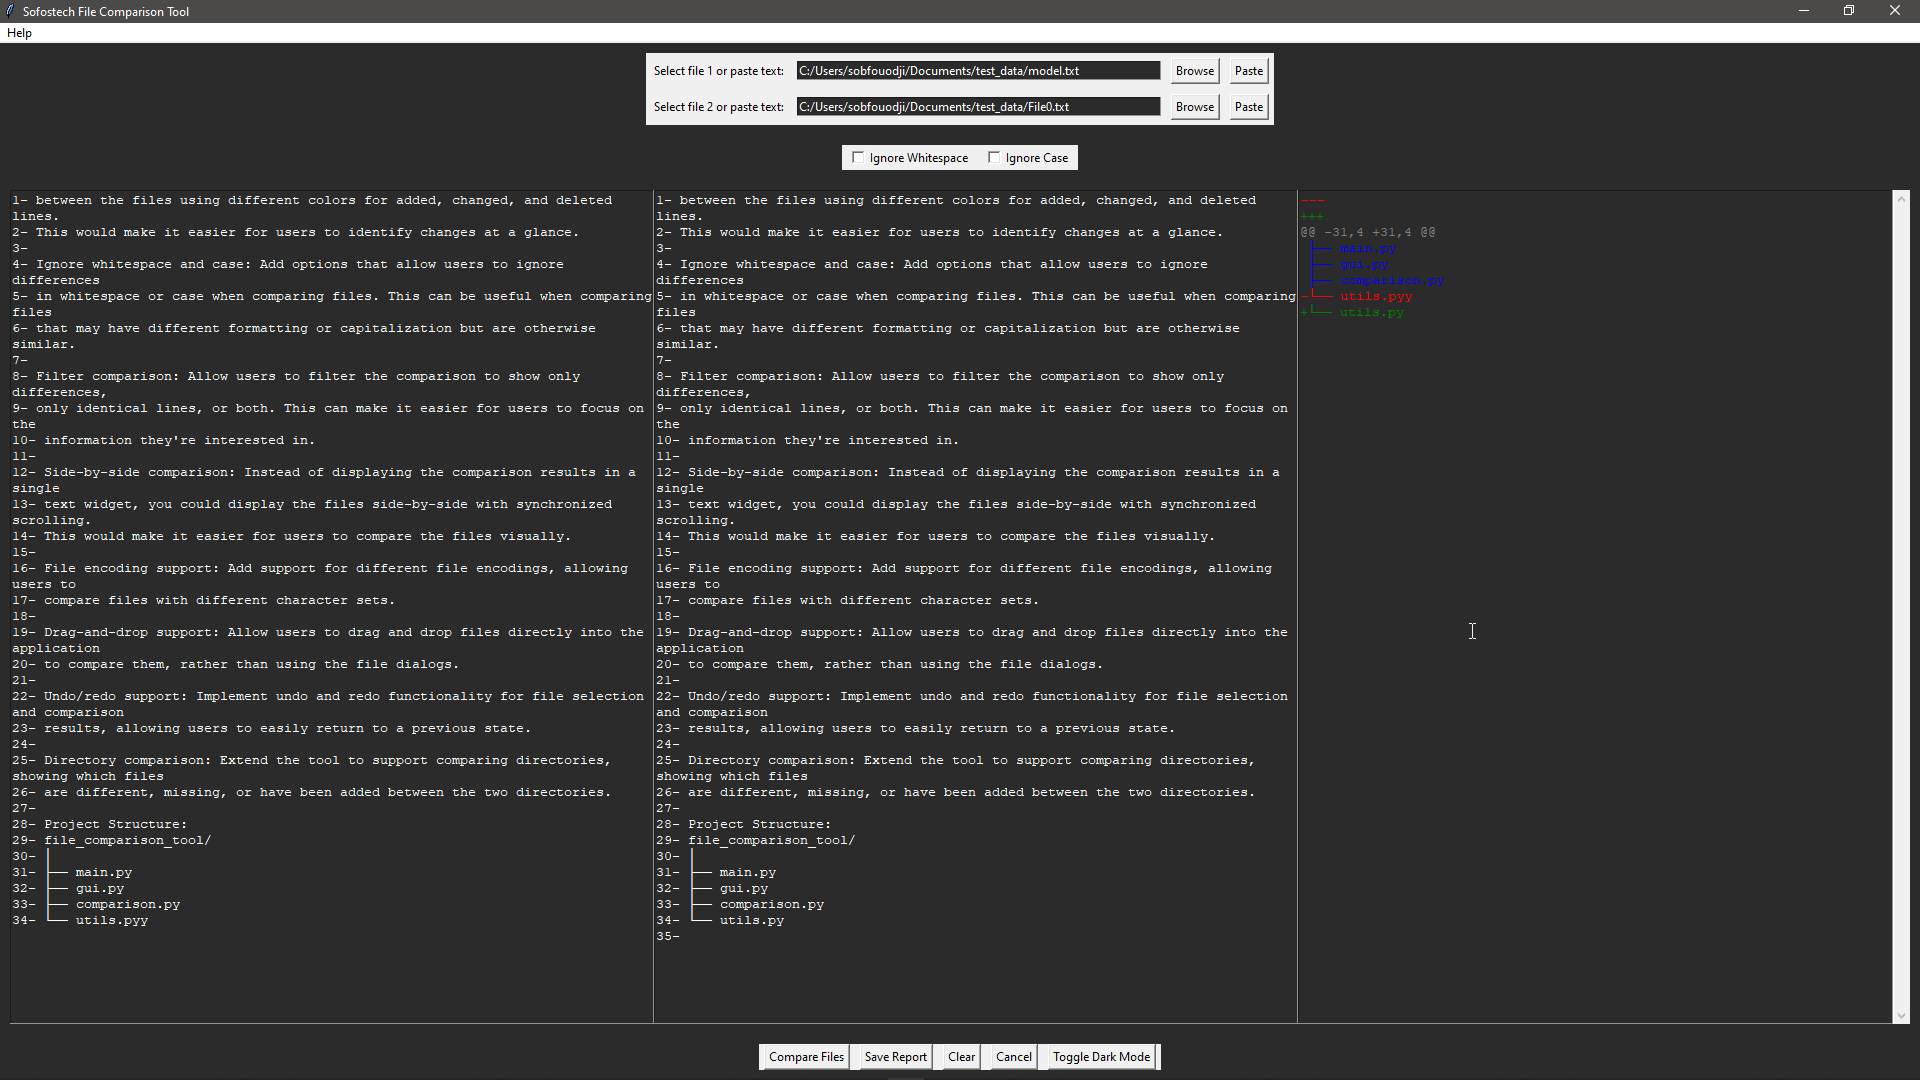 Sofostech File Comparison Tool
Help
Select file 1 or paste text: C:/Users/sobfouodji/Documents/test_data/model.txt Browse Paste
Select file 2 or paste text: C:/Users/sobfouodji/Documents/test_data/File0.txt Browse Paste
Ignore Whitespace Ignore Case
1- between the files using different colors for added, changed, and deleted
lines.
2- This would make it easier for users to identify changes at a glance.
3-
4- Ignore whitespace and case: Add options that allow users to ignore
differences
5- in whitespace or case when comparing files. This can be useful when comparing
files
6- that may have different formatting or capitalization but are otherwise
similar.
7-
8- Filter comparison: Allow users to filter the comparison to show only
differences,
9- only identical lines, or both. This can make it easier for users to focus on
the
10- information they're interested in.
11-
12- Side-by-side comparison: Instead of displaying the comparison results in a
single
13- text widget, you could display the files side-by-side with synchronized
scrolling.
14- This would make it easier for users to compare the files visually.
15-
16- File encoding support: Add support for different file encodings, allowing
users to
17- compare files with different character sets.
18-
19- Drag-and-drop support: Allow users to drag and drop files directly into the
application
20- to compare them, rather than using the file dialogs.
21-
22- Undo/redo support: Implement undo and redo functionality for file selection
and comparison
23- results, allowing users to easily return to a previous state.
24-
25- Directory comparison: Extend the tool to support comparing directories,
showing which files
26- are different, missing, or have been added between the two directories.
27-
28- Project Structure:
29- file_comparison_tool/
30- │
31- ├── main.py
32- ├── gui.py
33- ├── comparison.py
34- └── utils.pyy
1- between the files using different colors for added, changed, and deleted
lines.
2- This would make it easier for users to identify changes at a glance.
3-
4- Ignore whitespace and case: Add options that allow users to ignore
differences
5- in whitespace or case when comparing files. This can be useful when comparing
files
6- that may have different formatting or capitalization but are otherwise
similar.
7-
8- Filter comparison: Allow users to filter the comparison to show only
differences,
9- only identical lines, or both. This can make it easier for users to focus on
the
10- information they're interested in.
11-
12- Side-by-side comparison: Instead of displaying the comparison results in a
single
13- text widget, you could display the files side-by-side with synchronized
scrolling.
14- This would make it easier for users to compare the files visually.
15-
16- File encoding support: Add support for different file encodings, allowing
users to
17- compare files with different character sets.
18-
19- Drag-and-drop support: Allow users to drag and drop files directly into the
application
20- to compare them, rather than using the file dialogs.
21-
22- Undo/redo support: Implement undo and redo functionality for file selection
and comparison
23- results, allowing users to easily return to a previous state.
24-
25- Directory comparison: Extend the tool to support comparing directories,
showing which files
26- are different, missing, or have been added between the two directories.
27-
28- Project Structure:
29- file_comparison_tool/
30- │
31- ├── main.py
32- ├── gui.py
33- ├── comparison.py
34- └── utils.py
35-
---
+++
@@ -31,4 +31,4 @@
 ├── main.py
 ├── gui.py
 ├── comparison.py
-└── utils.pyy
+└── utils.py
Compare Files Save Report Clear Cancel Toggle Dark Mode